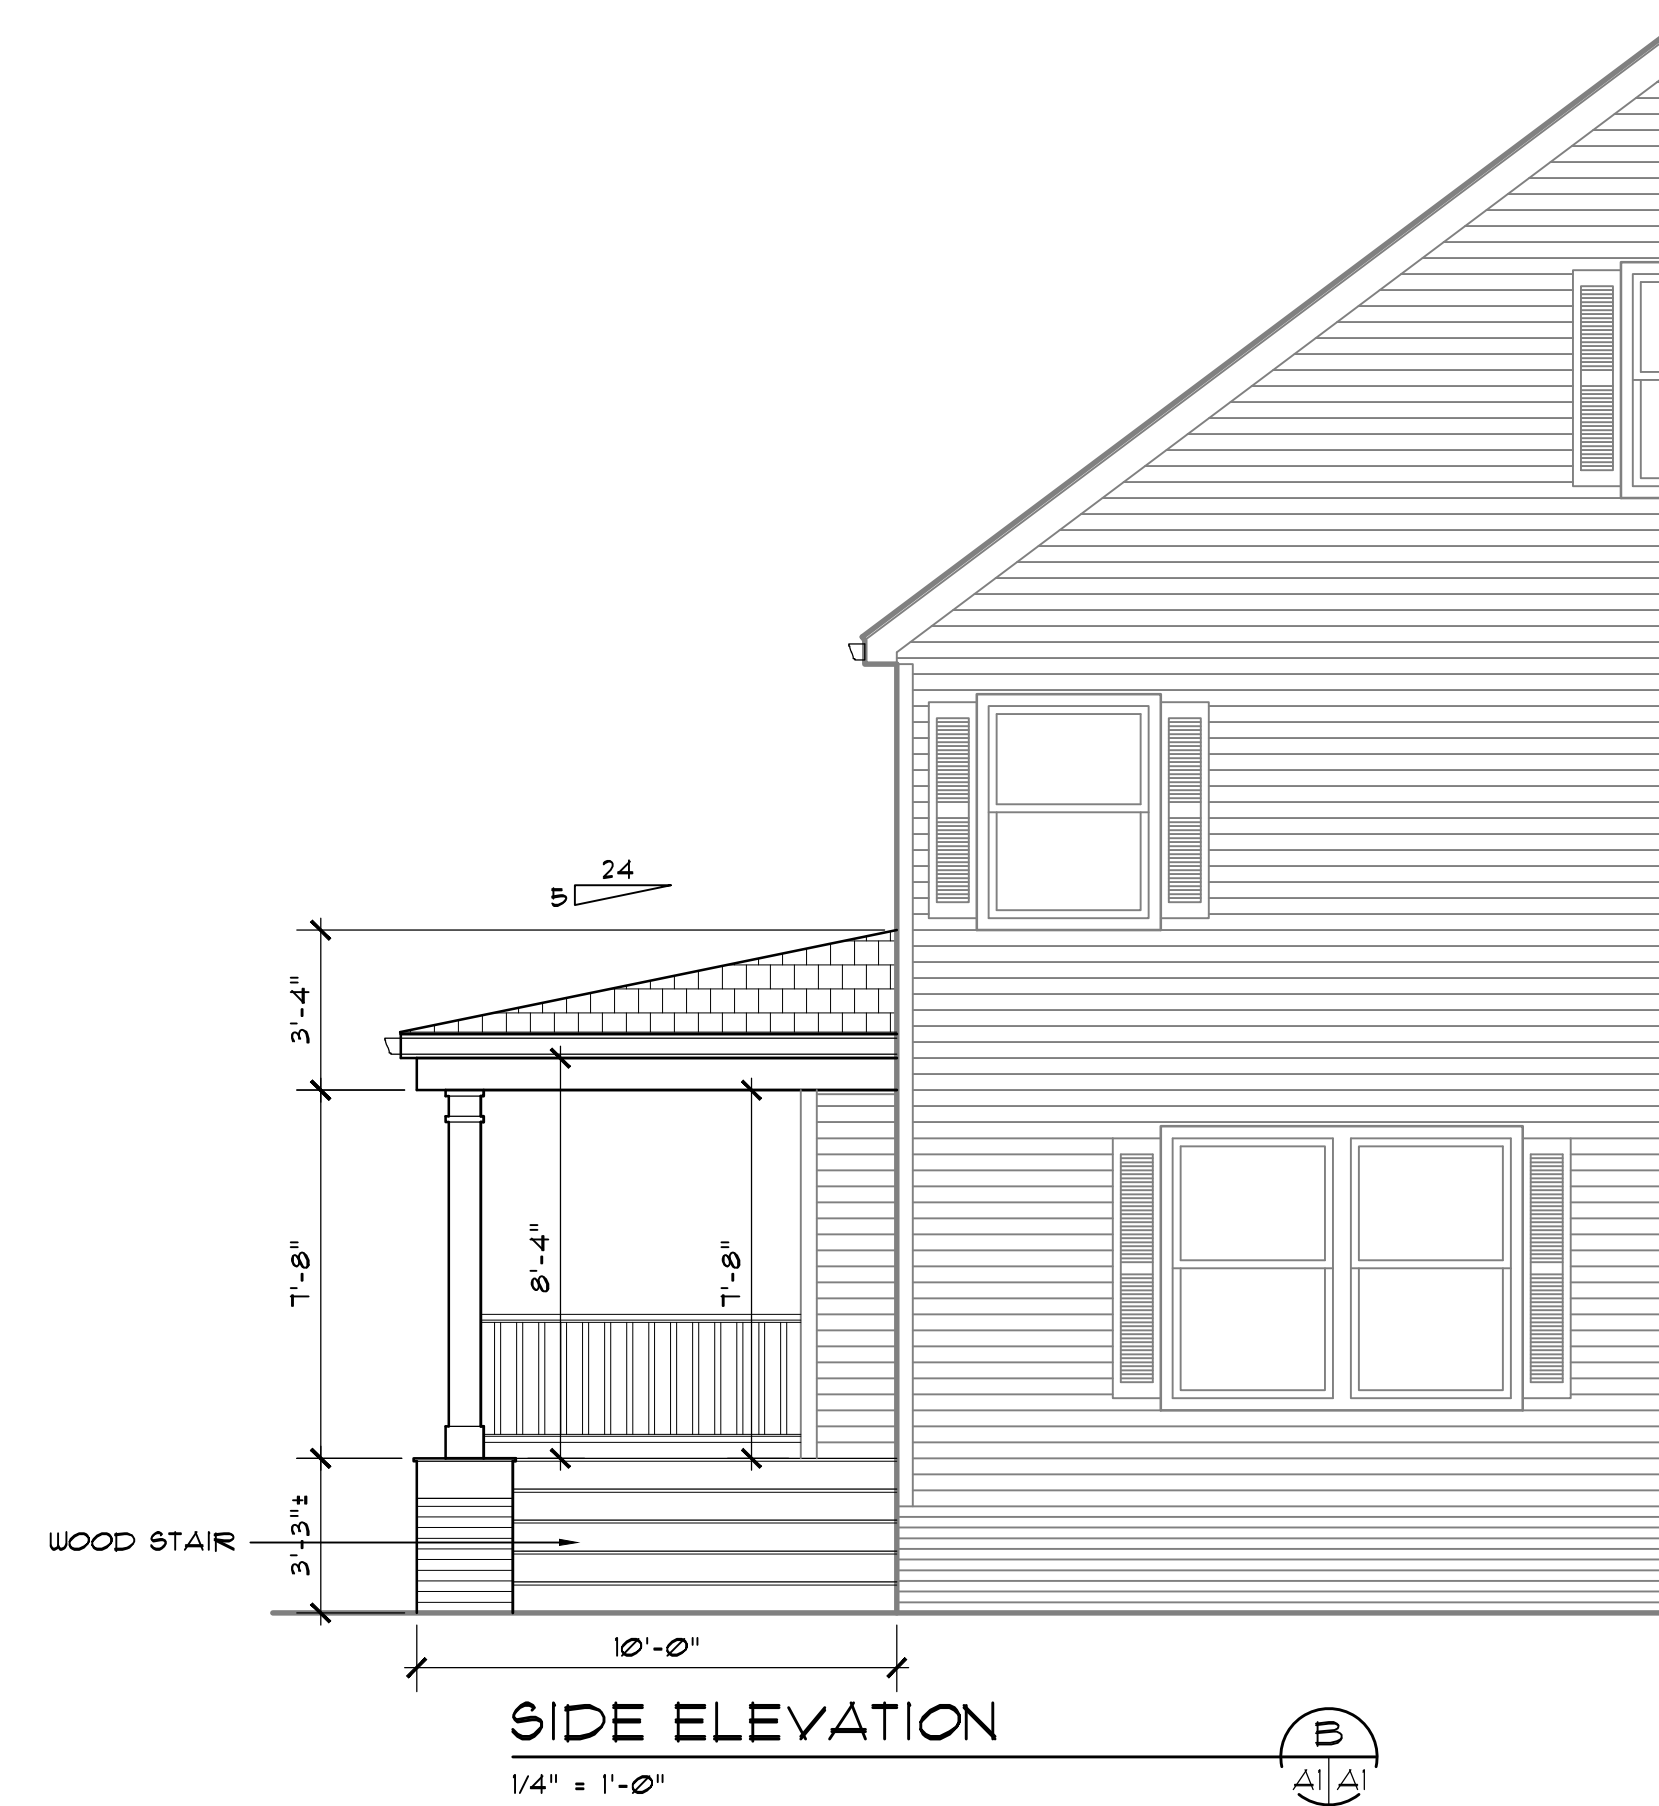 24
5
3'-4"
7'-8"
8'-4"
7'-8"
3'-3"±
WOOD STAIR
10'-0"
SIDE ELEVATION
1/4" = 1'-0"
B
A1 A1